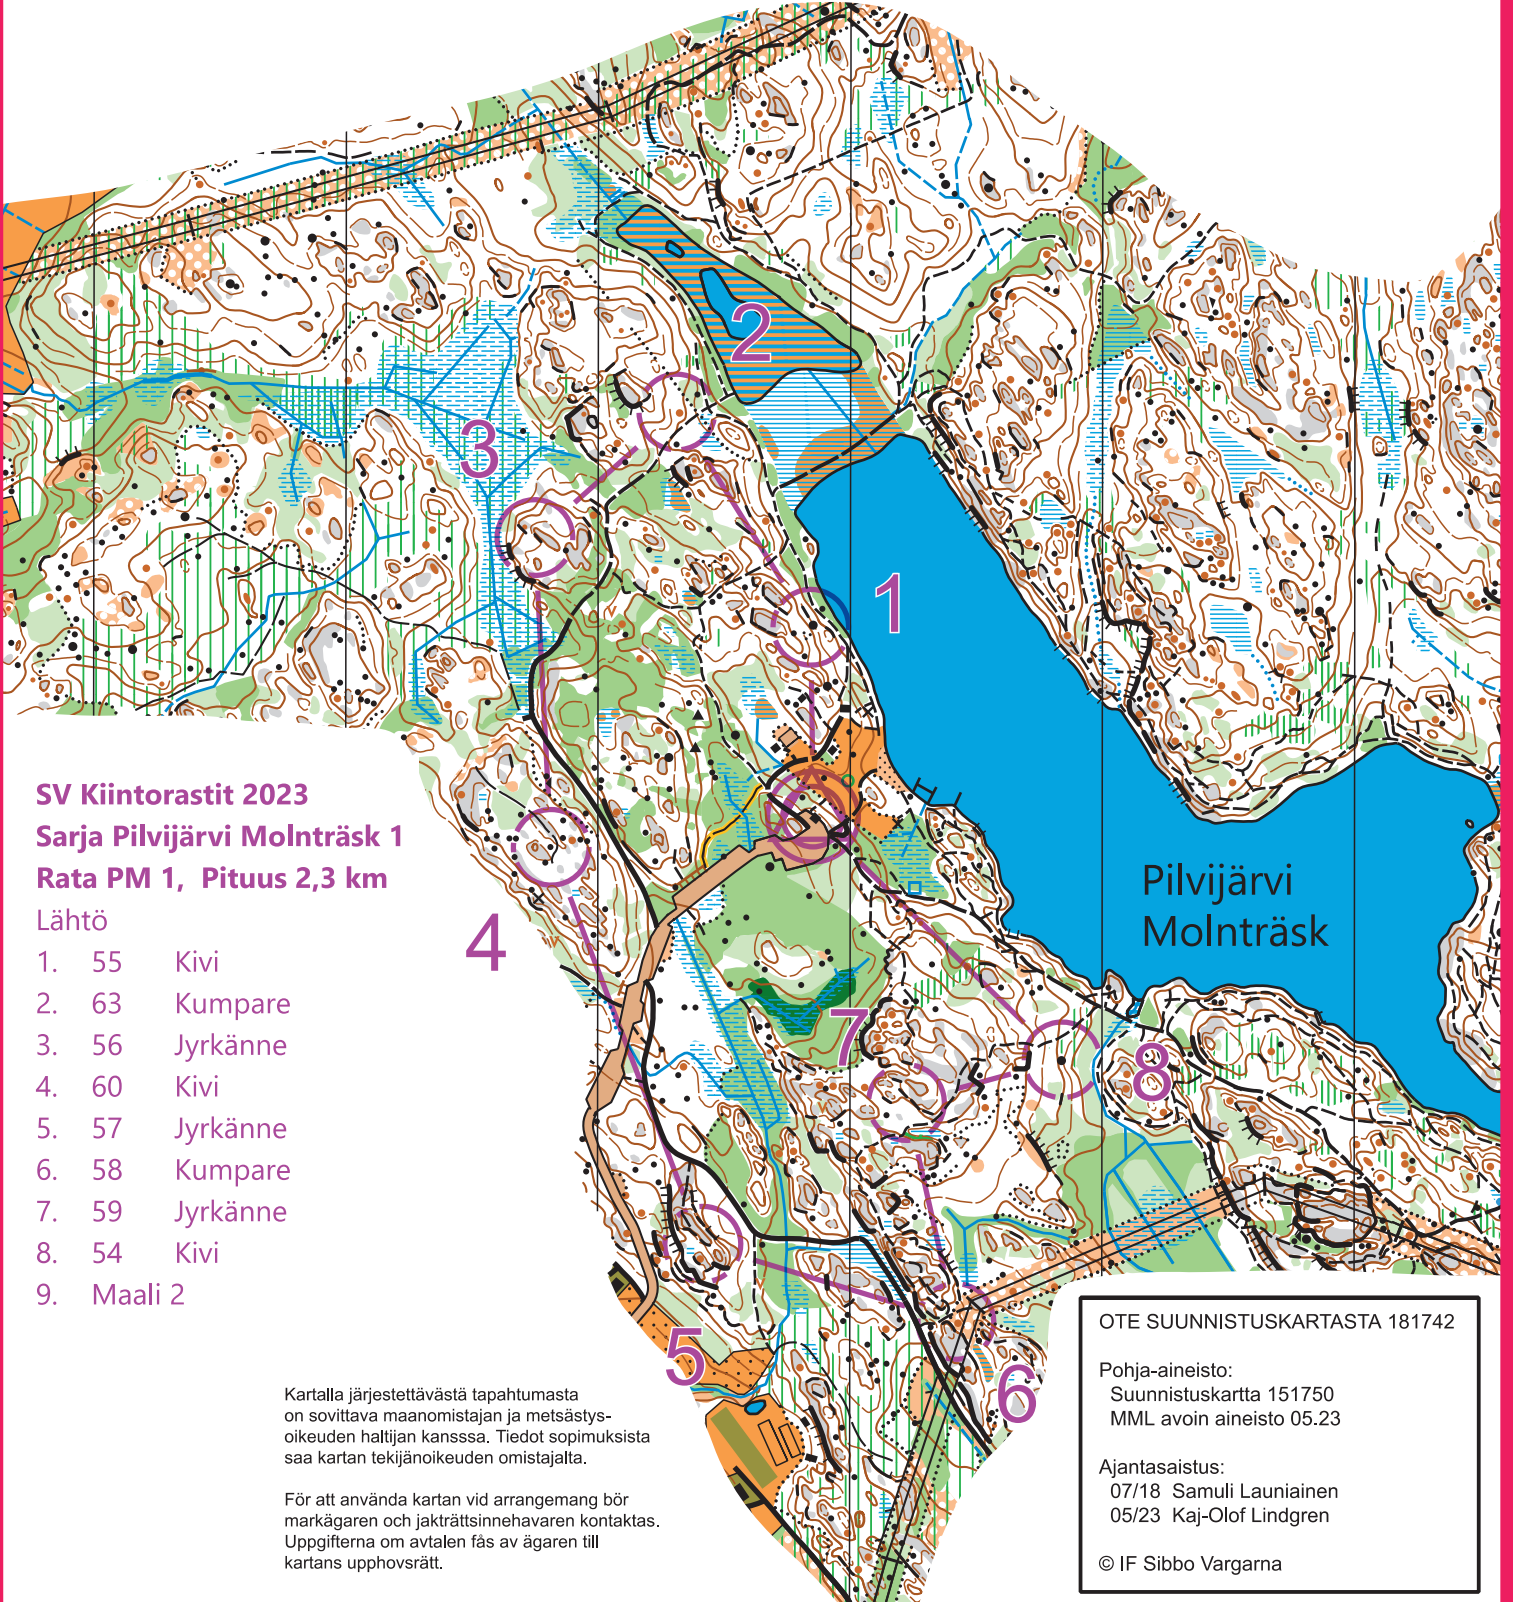 2
3
1
SV Kiintorastit 2023
Sarja Pilvijärvi Molnträsk 1
Rata PM 1, Pituus 2,3 km
Lähtö
1. 55 Kivi
2. 63 Kumpare
3. 56 Jyrkänne
4. 60 Kivi
5. 57 Jyrkänne
6. 58 Kumpare
7. 59 Jyrkänne
8. 54 Kivi
9. Maali 2
4
Pilvijärvi
Molnträsk
7
8
5
6
Kartalla järjestettävästä tapahtumasta
on sovittava maanomistajan ja metsästys-
oikeuden haltijan kansssa. Tiedot sopimuksista
saa kartan tekijänoikeuden omistajalta.
För att använda kartan vid arrangemang bör
markägaren och jakträttsinnehavaren kontaktas.
Uppgifterna om avtalen fås av ägaren till
kartans upphovsrätt.
OTE SUUNNISTUSKARTASTA 181742
Pohja-aineisto:
Suunnistuskartta 151750
MML avoin aineisto 05.23
Ajantasaistus:
07/18 Samuli Launiainen
05/23 Kaj-Olof Lindgren
© IF Sibbo Vargarna